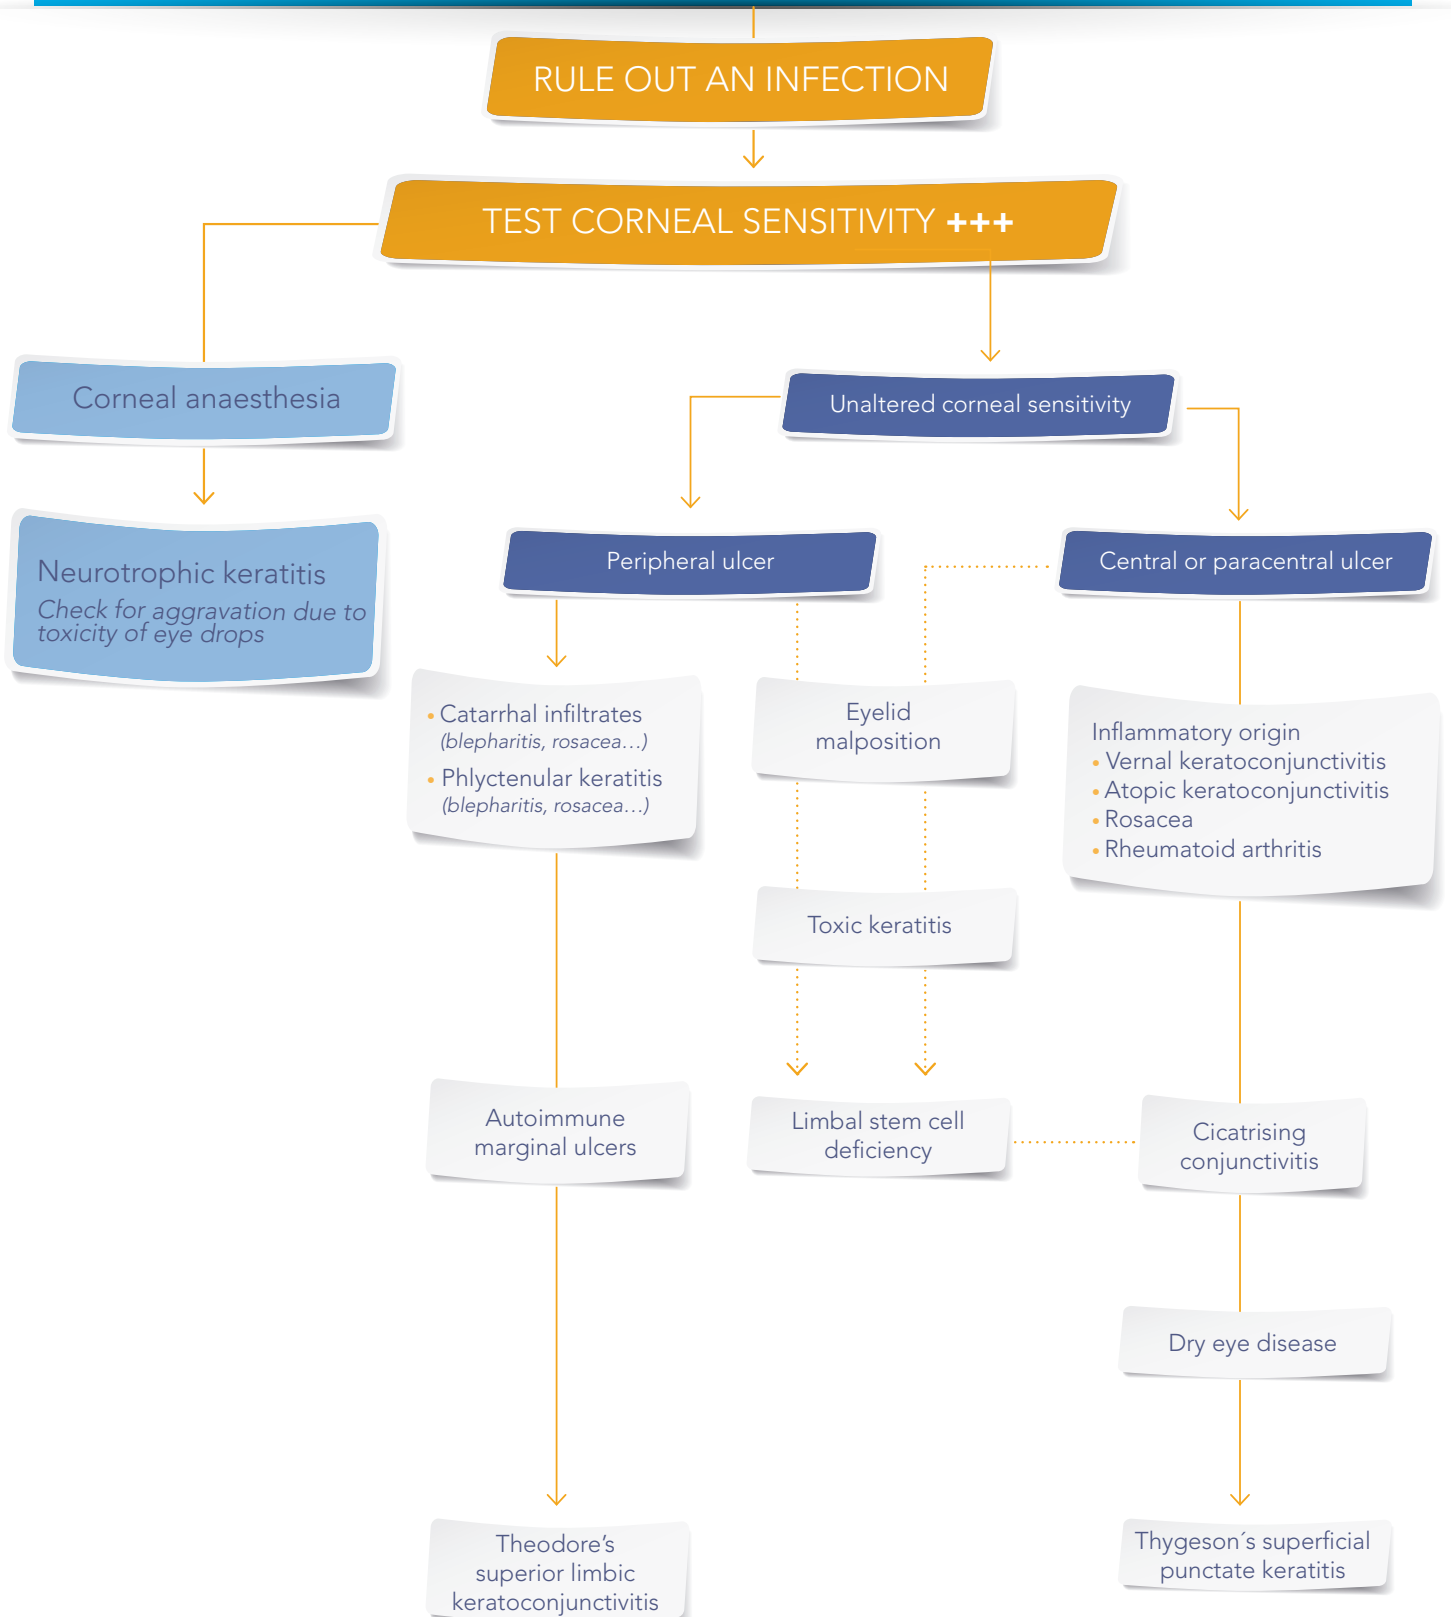 RULE OUT AN INFECTION
TEST CORNEAL SENSITIVITY +++
Corneal anaesthesia
Unaltered corneal sensitivity
Neurotrophic keratitis
Check for aggravation due to
toxicity of eye drops
Peripheral ulcer
Central or paracentral ulcer
• Catarrhal infiltrates
(blepharitis, rosacea…)
• Phlyctenular keratitis
(blepharitis, rosacea…)
Eyelid
malposition
Inflammatory origin
• Vernal keratoconjunctivitis
• Atopic keratoconjunctivitis
• Rosacea
• Rheumatoid arthritis
Toxic keratitis
Autoimmune
marginal ulcers
Limbal stem cell
deficiency
Cicatrising
conjunctivitis
Dry eye disease
Theodore’s
superior limbic
keratoconjunctivitis
Thygeson´s superficial
punctate keratitis